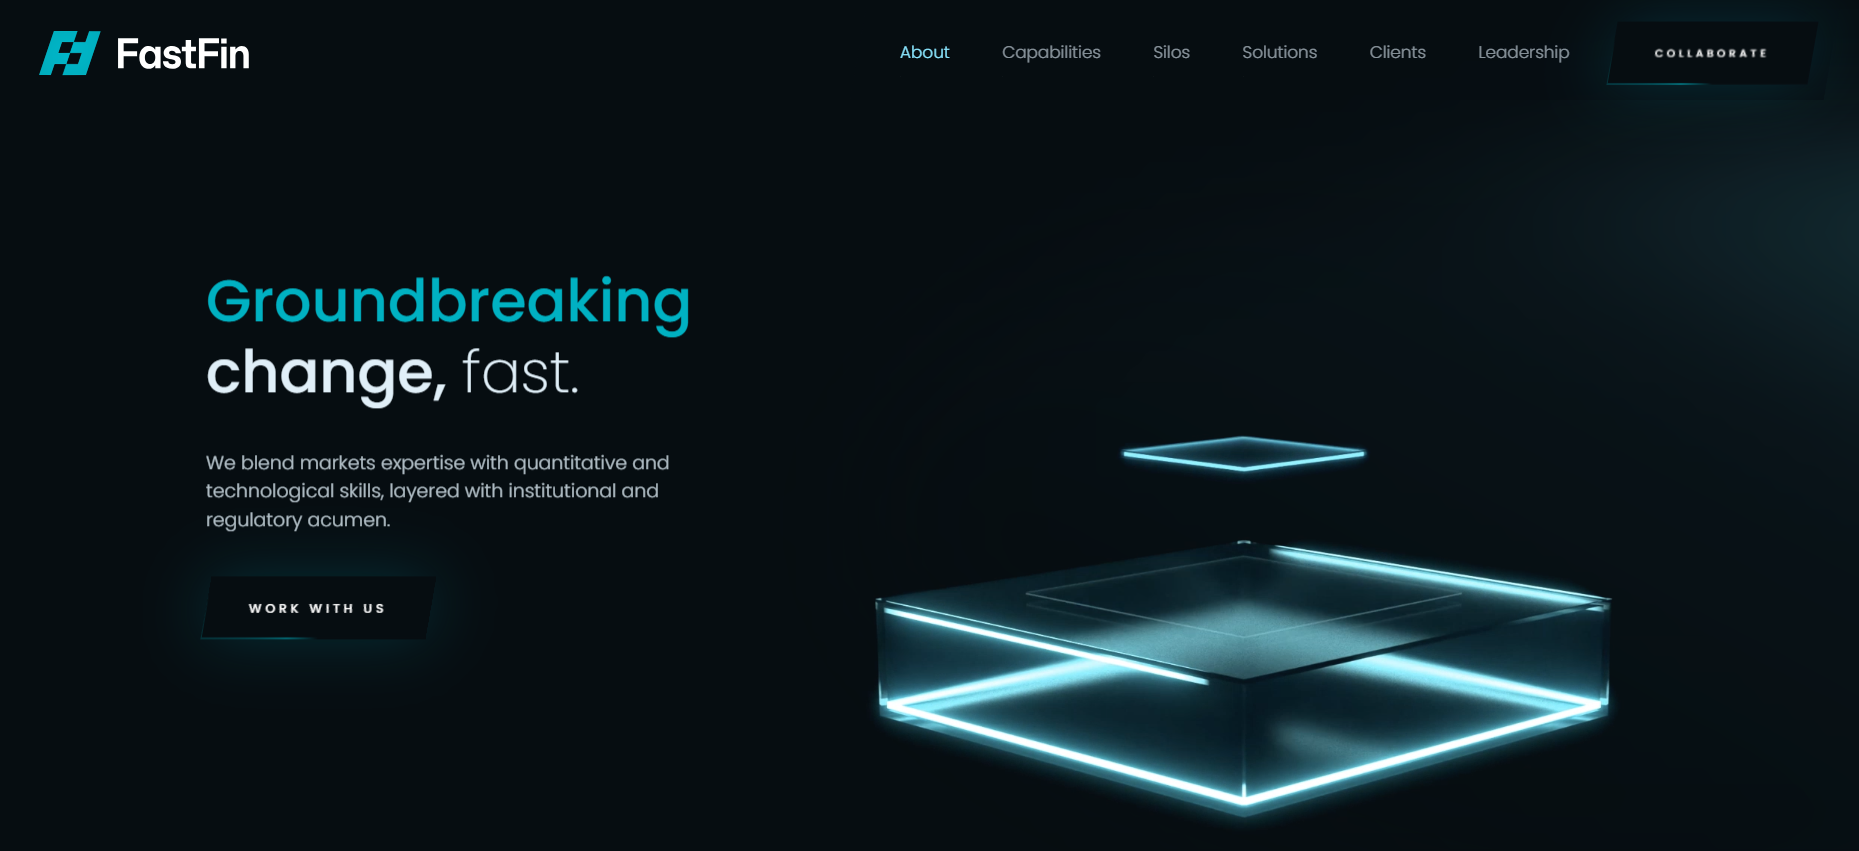 FastFin
About
Capabilities
Silos
Solutions
Clients
Leadership
COLLABORATE
Groundbreaking
change, fast.
We blend markets expertise with quantitative and
technological skills, layered with institutional and
regulatory acumen.
WORK WITH US